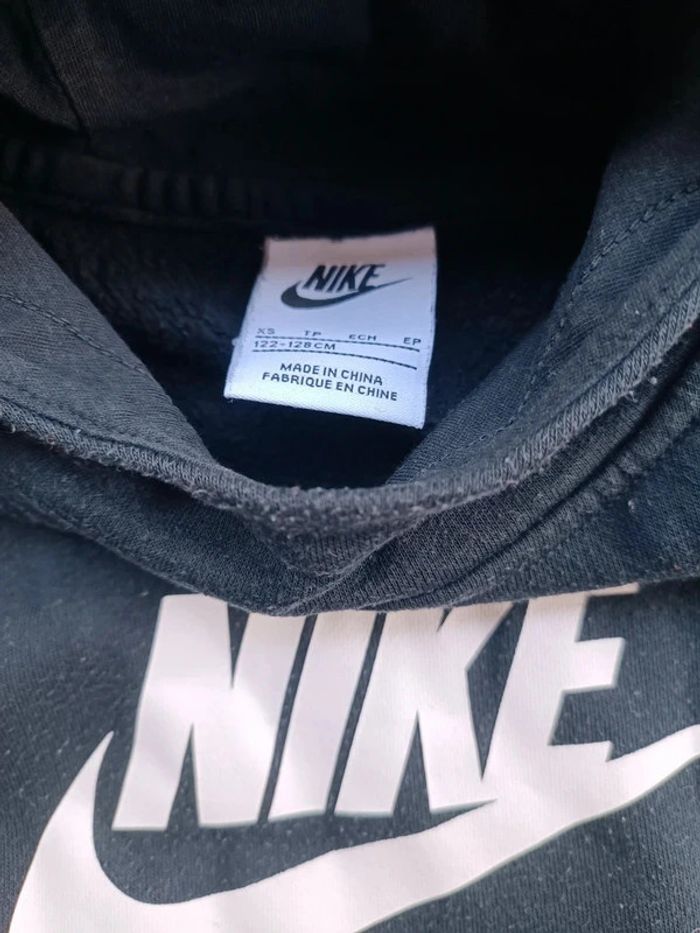 NIKE
XS TP ECH EP
122-128CM
MADE IN CHINA
FABRIQUE EN CHINE
NIKE